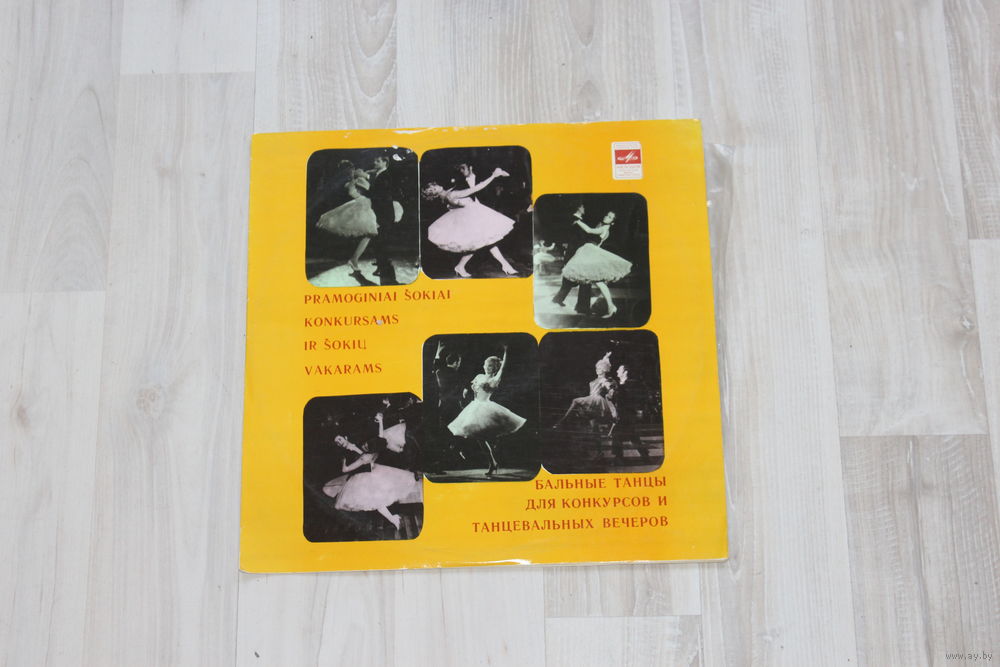 PRAMOGINIAI ŠOKIAI
KONKURSAMS
IR ŠOKIŲ
VAKARAMS
БАЛЬНЫЕ ТАНЦЫ
ДЛЯ КОНКУРСОВ И
ТАНЦЕВАЛЬНЫХ ВЕЧЕРОВ
www.ay.by